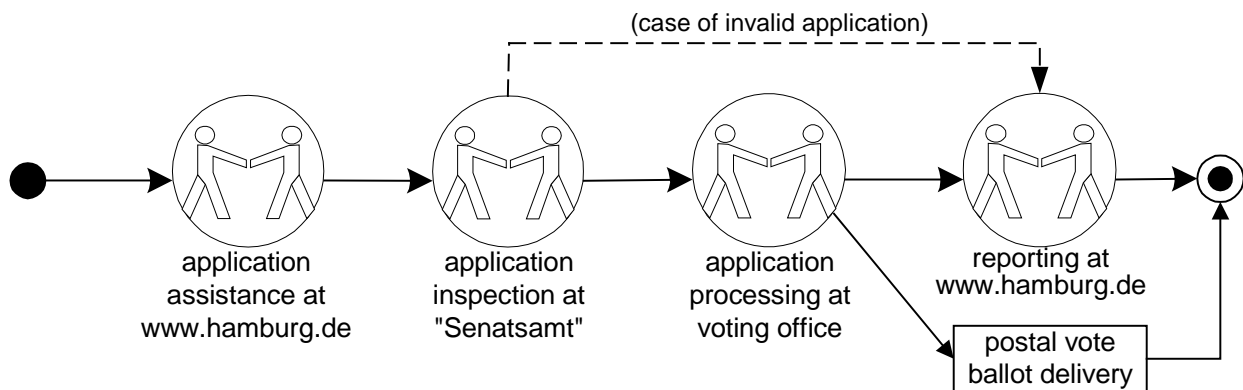 (case of invalid application)
application
assistance at
www.hamburg.de
application
inspection at
"Senatsamt"
application
processing at
voting office
reporting at
www.hamburg.de
postal vote
ballot delivery